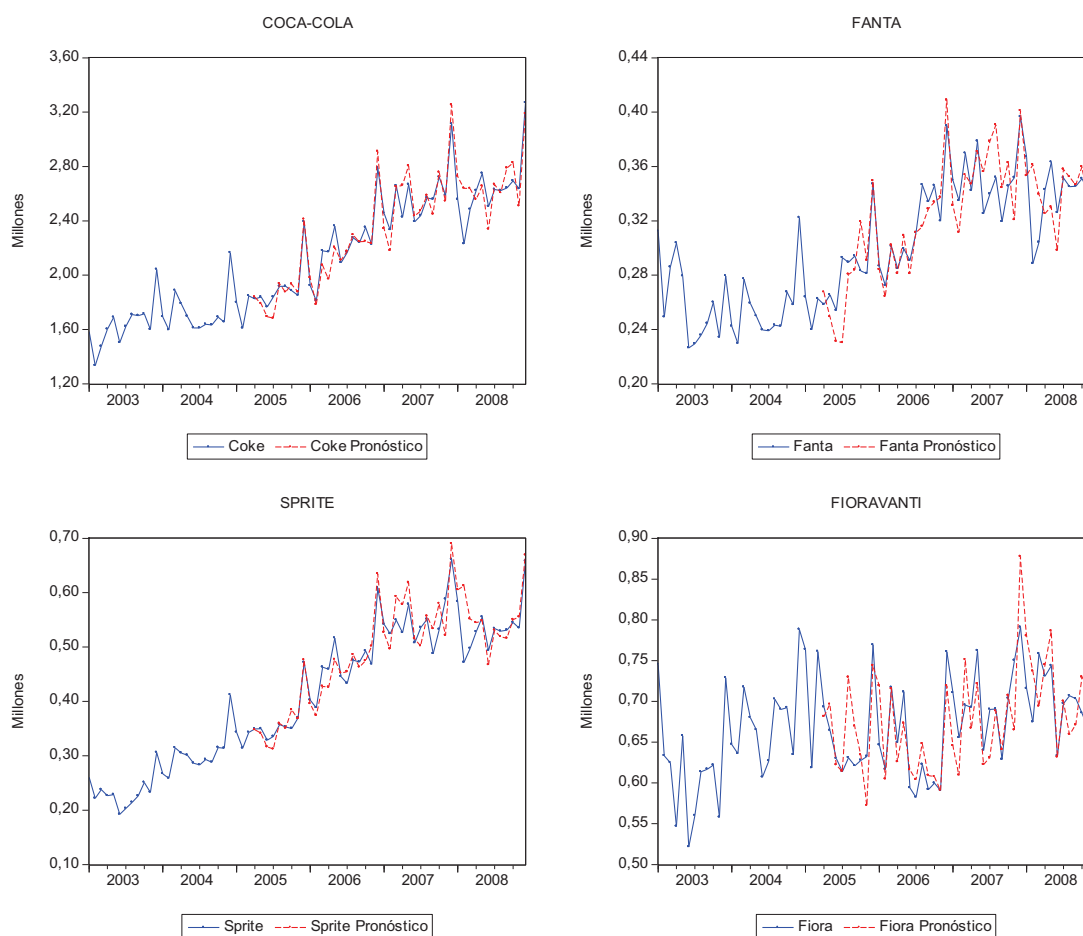 COCA-COLA
3,60
3,20
2,80
2,40
2,00
1,60
1,20
Millones
2003 2004 2005 2006 2007 2008
Coke Coke Pronóstico
FANTA
0,44
0,40
0,36
0,32
0,28
0,24
0,20
Millones
2003 2004 2005 2006 2007 2008
Fanta Fanta Pronóstico
SPRITE
0,70
0,60
0,50
0,40
0,30
0,20
0,10
Millones
2003 2004 2005 2006 2007 2008
Sprite Sprite Pronóstico
FIORAVANTI
0,90
0,85
0,80
0,75
0,70
0,65
0,60
0,55
0,50
Millones
2003 2004 2005 2006 2007 2008
Fiora Fiora Pronóstico